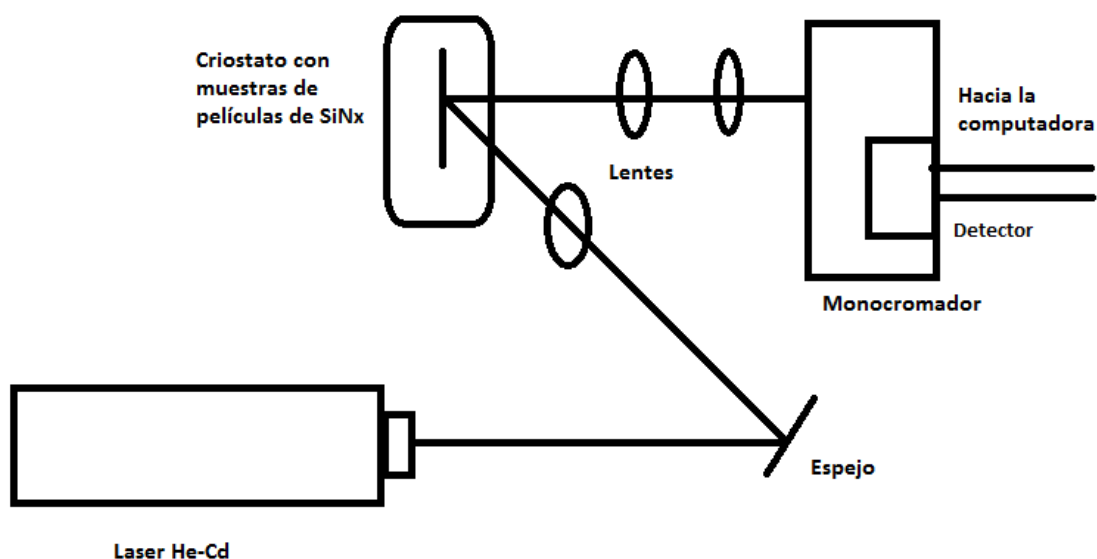 Criostato con
muestras de
películas de SiNx
Lentes
Hacia la
computadora
Detector
Monocromador
Espejo
Laser He-Cd